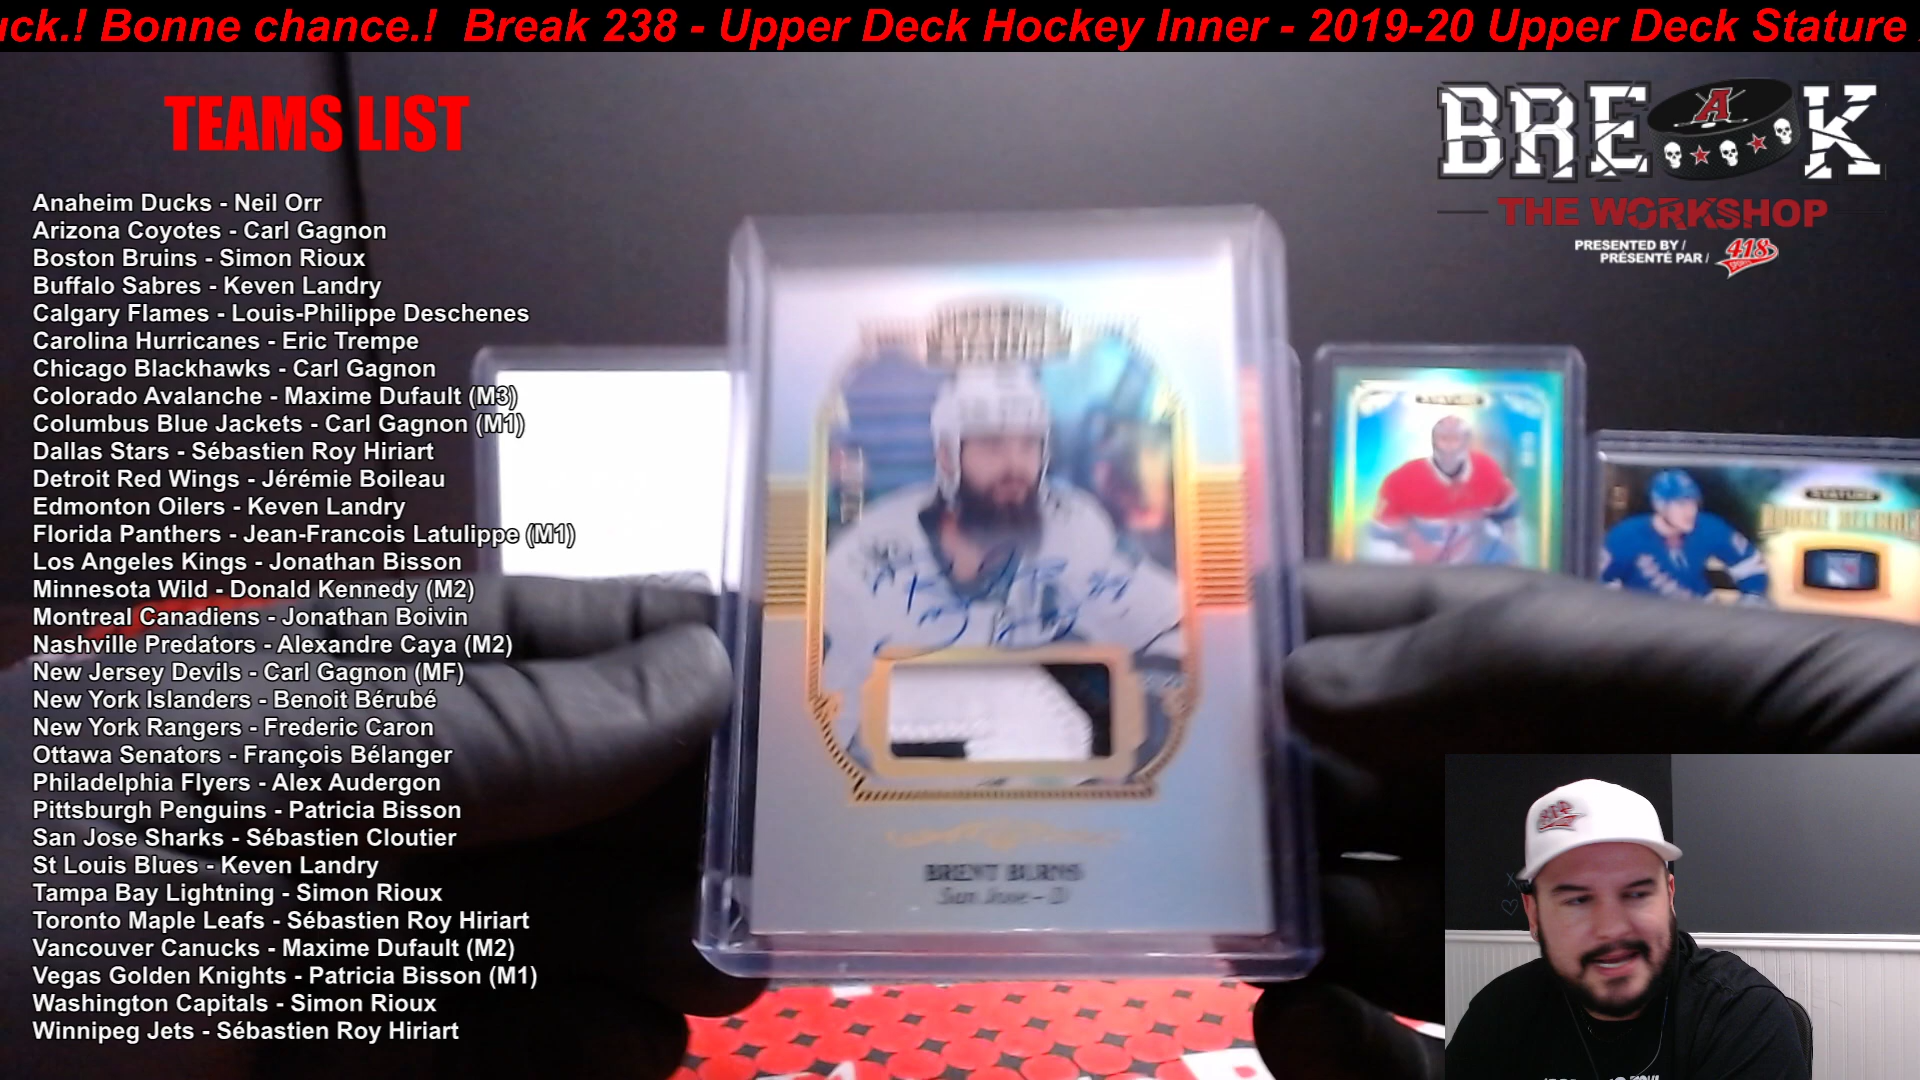 uck.! Bonne chance.! Break 238 - Upper Deck Hockey Inner - 2019-20 Upper Deck Stature
TEAMS LIST
Anaheim Ducks - Neil Orr
Arizona Coyotes - Carl Gagnon
Boston Bruins - Simon Rioux
Buffalo Sabres - Keven Landry
Calgary Flames - Louis-Philippe Deschenes
Carolina Hurricanes - Eric Trempe
Chicago Blackhawks - Carl Gagnon
Colorado Avalanche - Maxime Dufault (M3)
Columbus Blue Jackets - Carl Gagnon (M1)
Dallas Stars - Sébastien Roy Hiriart
Detroit Red Wings - Jérémie Boileau
Edmonton Oilers - Keven Landry
Florida Panthers - Jean-Francois Latulippe (M1)
Los Angeles Kings - Jonathan Bisson
Minnesota Wild - Donald Kennedy (M2)
Montreal Canadiens - Jonathan Boivin
Nashville Predators - Alexandre Caya (M2)
New Jersey Devils - Carl Gagnon (MF)
New York Islanders - Benoit Bérubé
New York Rangers - Frederic Caron
Ottawa Senators - François Bélanger
Philadelphia Flyers - Alex Audergon
Pittsburgh Penguins - Patricia Bisson
San Jose Sharks - Sébastien Cloutier
St Louis Blues - Keven Landry
Tampa Bay Lightning - Simon Rioux
Toronto Maple Leafs - Sébastien Roy Hiriart
Vancouver Canucks - Maxime Dufault (M2)
Vegas Golden Knights - Patricia Bisson (M1)
Washington Capitals - Simon Rioux
Winnipeg Jets - Sébastien Roy Hiriart
BREAK
THE WORKSHOP
PRESENTED BY /
PRÉSENTÉ PAR /
418
STATURE
BRENT BURNS
San Jose - D